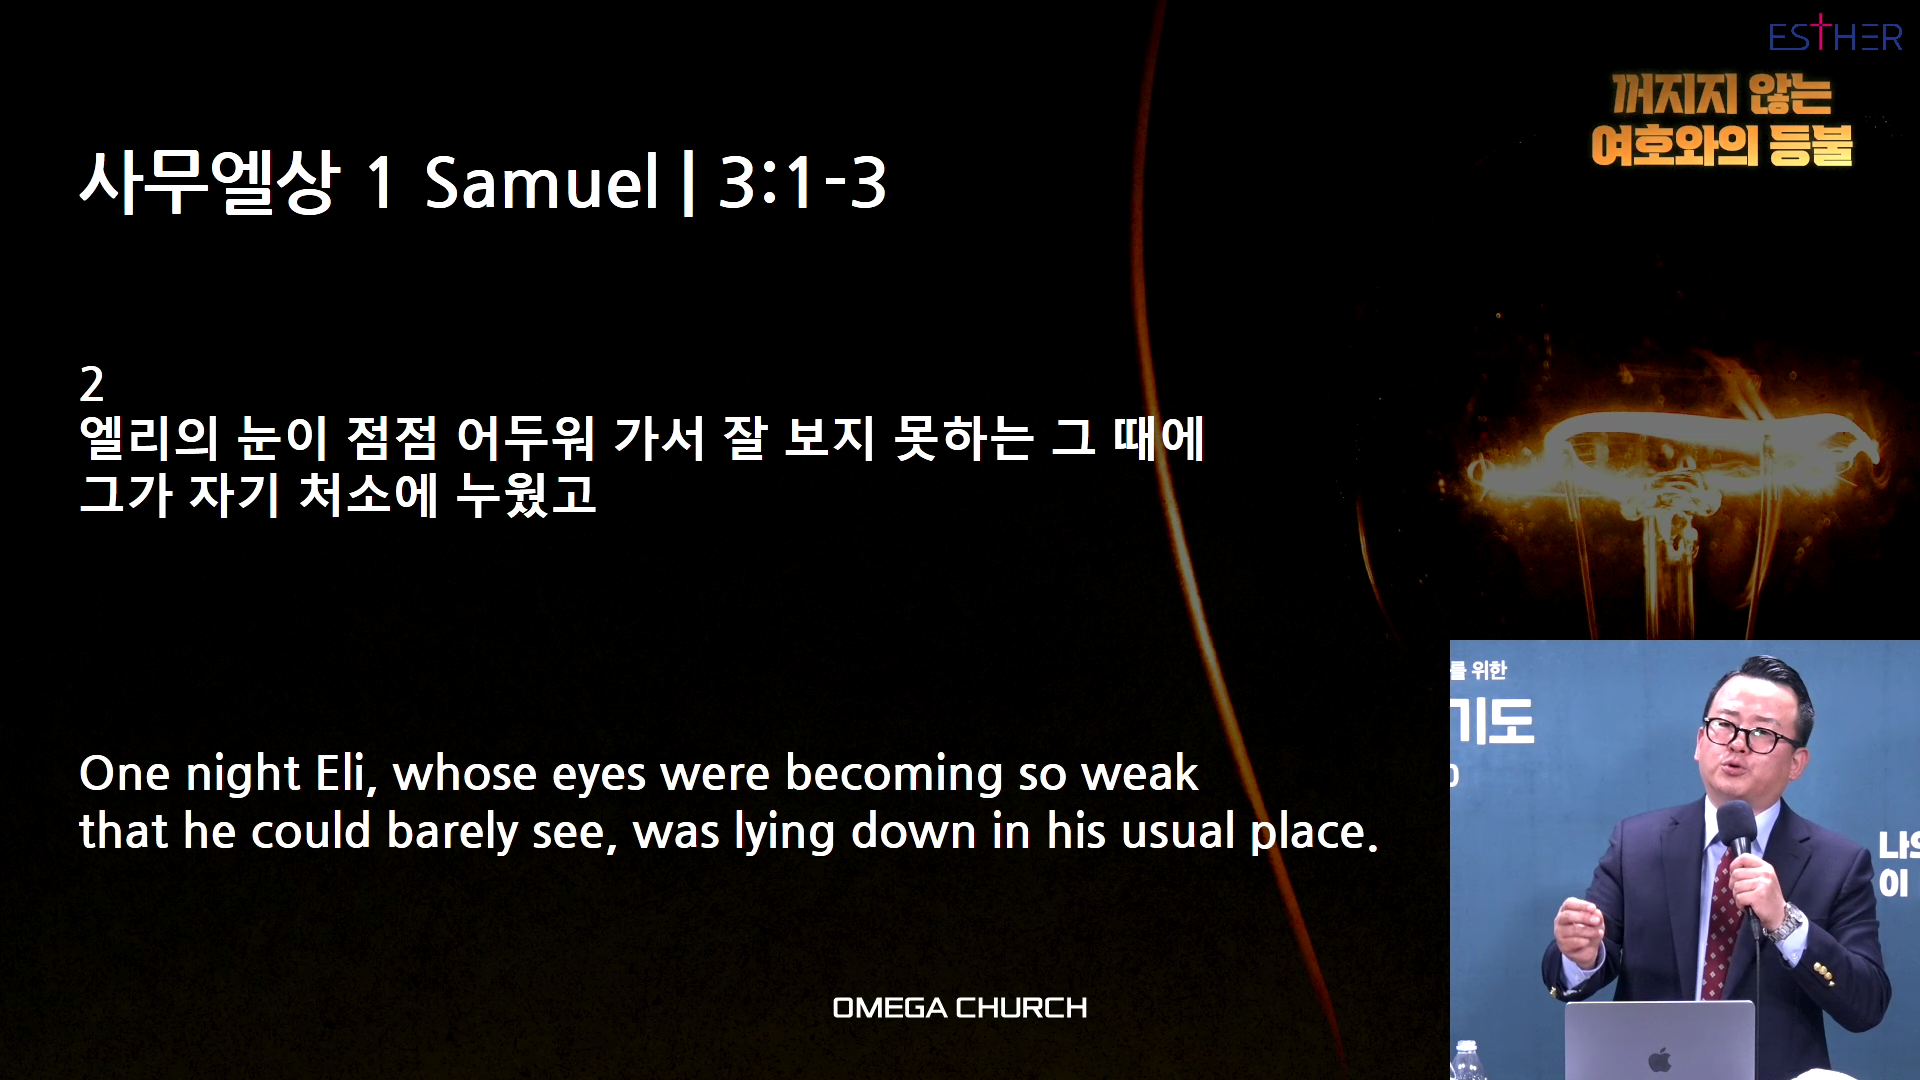 ESTHER
꺼지지 않는
여호와의 등불
사무엘상 1 Samuel | 3:1-3
2
엘리의 눈이 점점 어두워 가서 잘 보지 못하는 그 때에
그가 자기 처소에 누웠고
One night Eli, whose eyes were becoming so weak
that he could barely see, was lying down in his usual place.
OMEGA CHURCH
를 위한
기도
0
나의
이